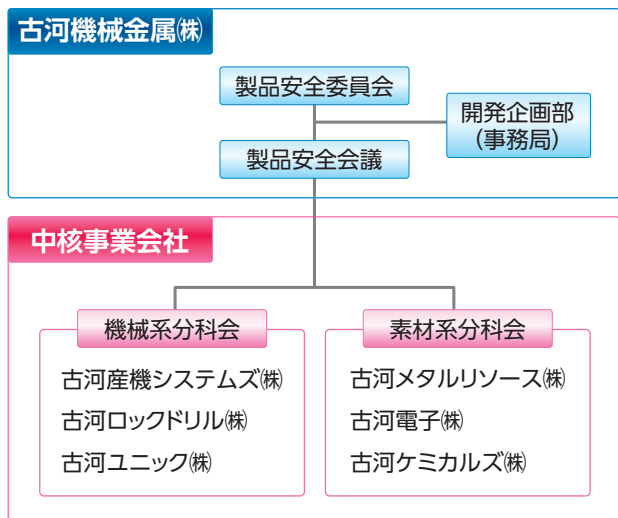 古河機械金属㈱
製品安全委員会
開発企画部
（事務局）
製品安全会議
中核事業会社
機械系分科会
古河産機システムズ㈱
古河ロックドリル㈱
古河ユニック㈱
素材系分科会
古河メタルリソース㈱
古河電子㈱
古河ケミカルズ㈱